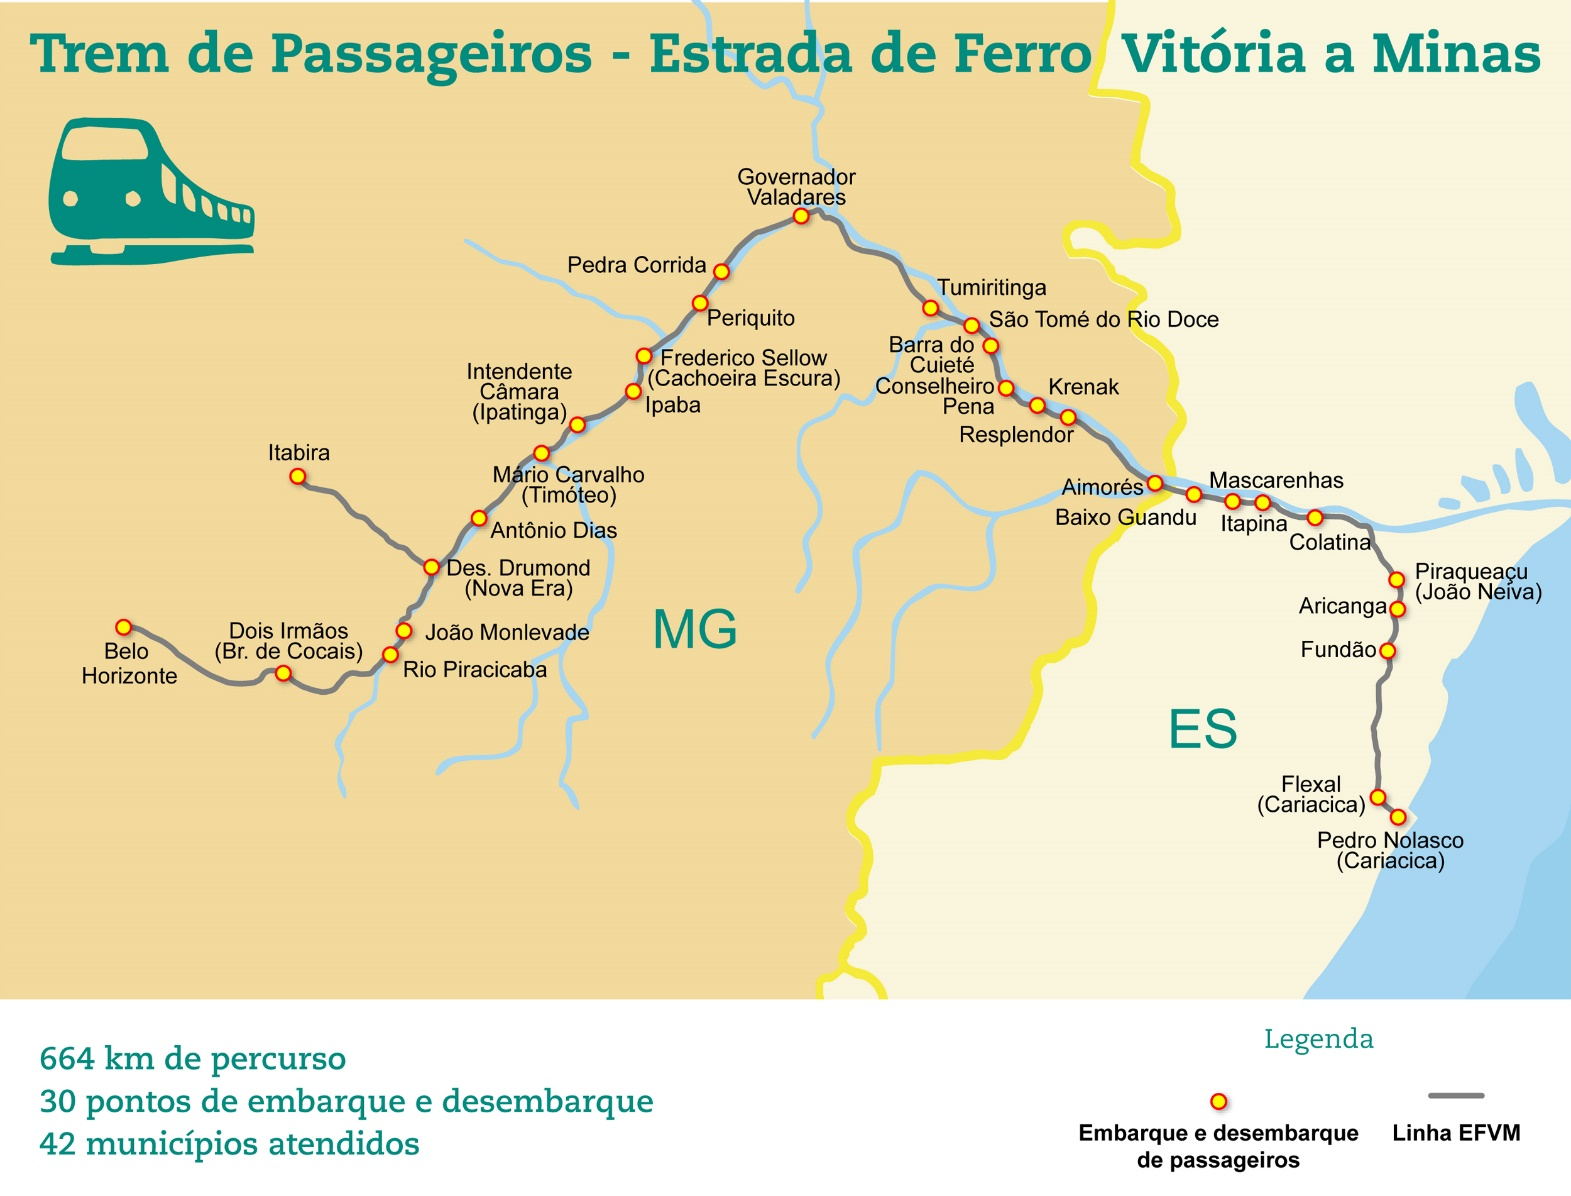 Trem de Passageiros - Estrada de Ferro Vitória a Minas
Governador
Valadares
Pedra Corrida
Periquito
Tumiritinga
São Tomé do Rio Doce
Barra do
Cuieté
Conselheiro
Pena
Krenak
Resplendor
Frederico Sellow
(Cachoeira Escura)
Ipaba
Intendente
Câmara
(Ipatinga)
Itabira
Mário Carvalho
(Timóteo)
Antônio Dias
Des. Drumond
(Nova Era)
João Monlevade
Rio Piracicaba
Dois Irmãos
(Br. de Cocais)
Belo
Horizonte
MG
Aimorés
Baixo Guandu
Mascarenhas
Itapina
Colatina
Piraqueaçu
(João Neiva)
Aricanga
Fundão
ES
Flexal
(Cariacica)
Pedro Nolasco
(Cariacica)
664 km de percurso
30 pontos de embarque e desembarque
42 municípios atendidos
Legenda
Embarque e desembarque
de passageiros
Linha EFVM